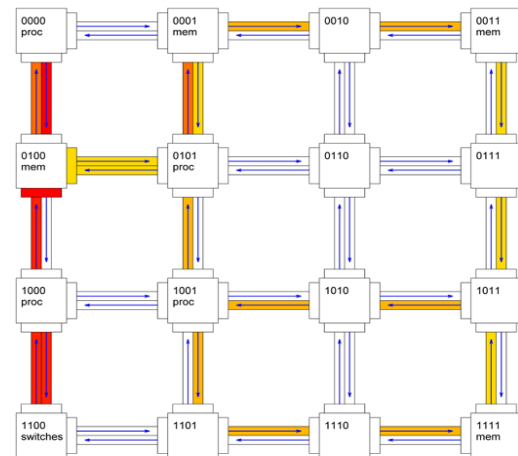 0000 0001 0010 0011
proc mem mem
0100 0101 0110 0111
mem proc
1000 1001 1010 1011
proc proc
1100 1101 1110 1111
switches mem